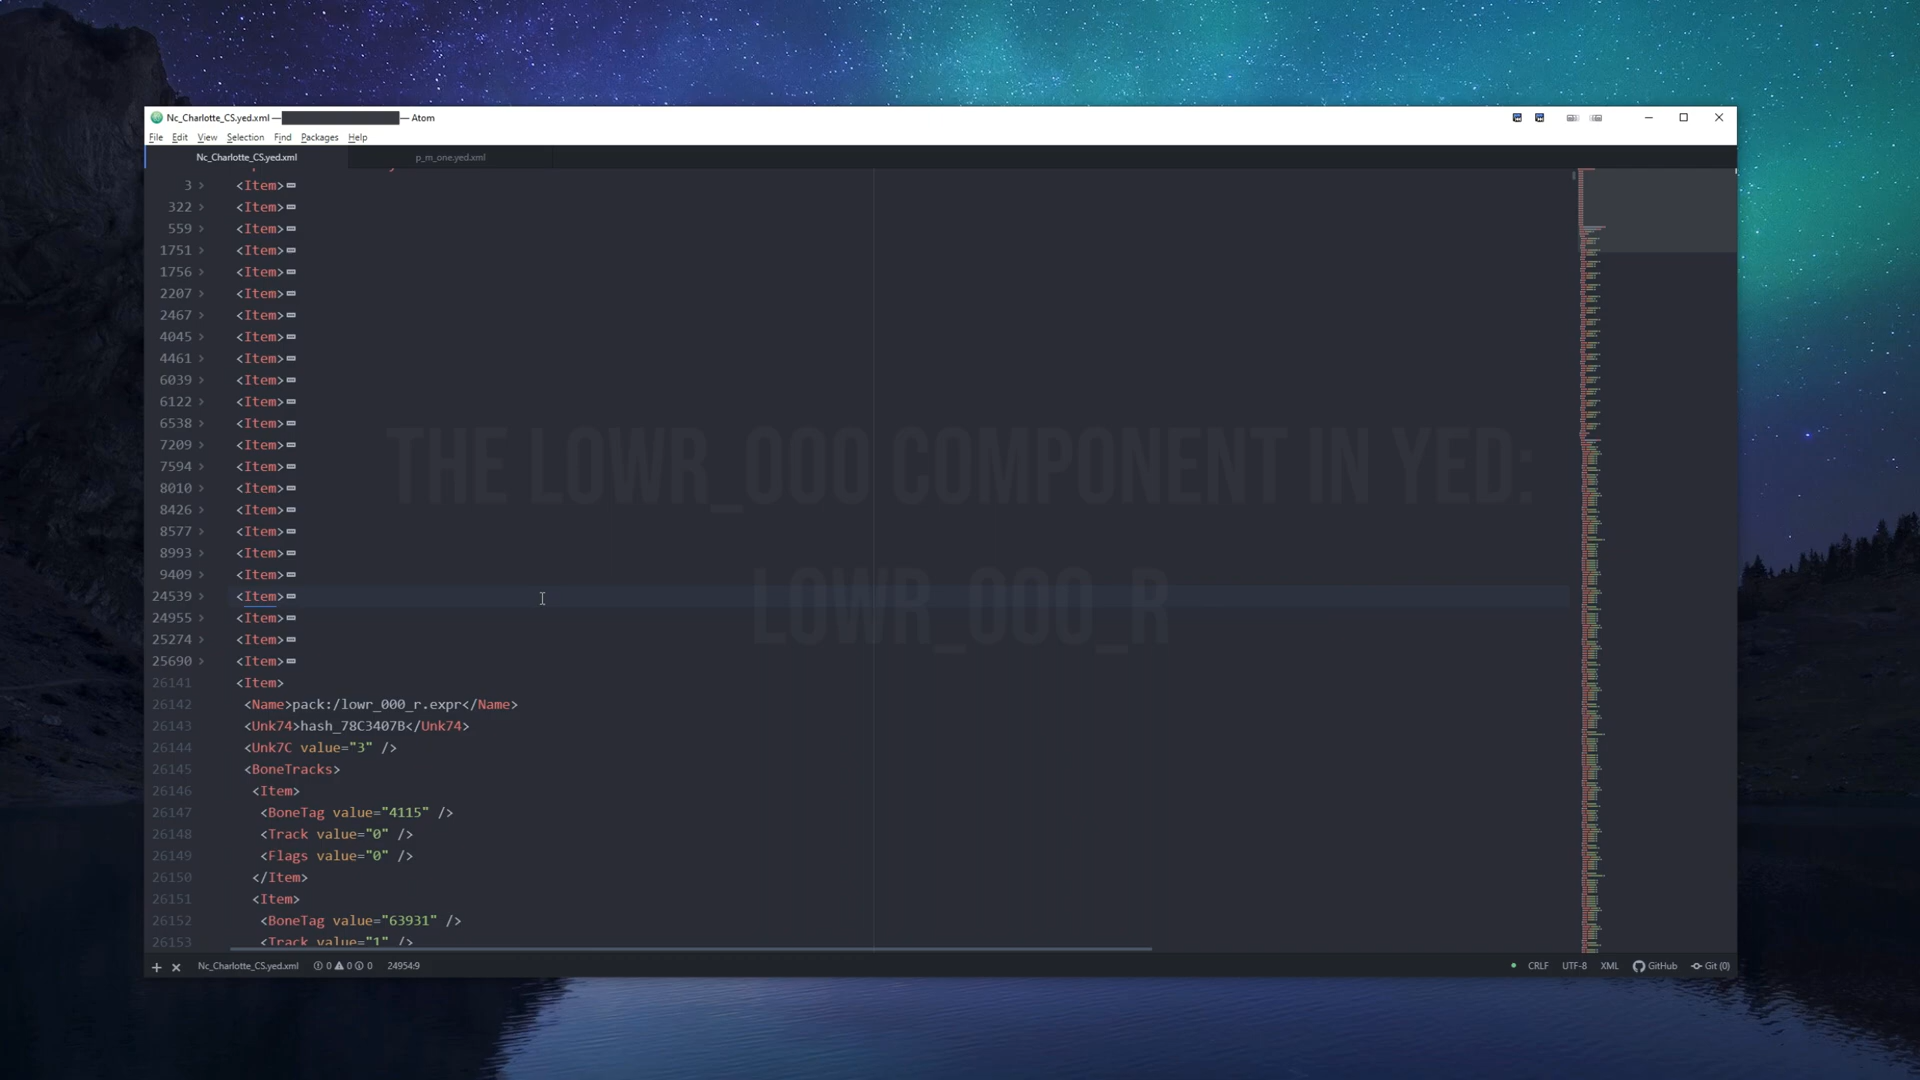 Nc_Charlotte_CS.yed.xml — — Atom
File Edit View Selection Find Packages Help
Nc_Charlotte_CS.yed.xml p_m_one.yed.xml
3 <Item>
322 <Item>
559 <Item>
1751 <Item>
1756 <Item>
2207 <Item>
2467 <Item>
4045 <Item>
4461 <Item>
6039 <Item>
6122 <Item>
6538 <Item>
7209 <Item>
7594 <Item>
8010 <Item>
8426 <Item>
8577 <Item>
8993 <Item>
9409 <Item>
24539 <Item>
24955 <Item>
25274 <Item>
25690 <Item>
26141 <Item>
26142 <Name>pack:/lowr_000_r.expr</Name>
26143 <Unk74>hash_78C3407B</Unk74>
26144 <Unk7C value="3" />
26145 <BoneTracks>
26146 <Item>
26147 <BoneTag value="4115" />
26148 <Track value="0" />
26149 <Flags value="0" />
26150 </Item>
26151 <Item>
26152 <BoneTag value="63931" />
26153 <Track value="1" />
THE LOWR_000 COMPONENT IN YED:
LOWR_000_R
Nc_Charlotte_CS.yed.xml 0 0 0 24954:9 CRLF UTF-8 XML GitHub Git (0)